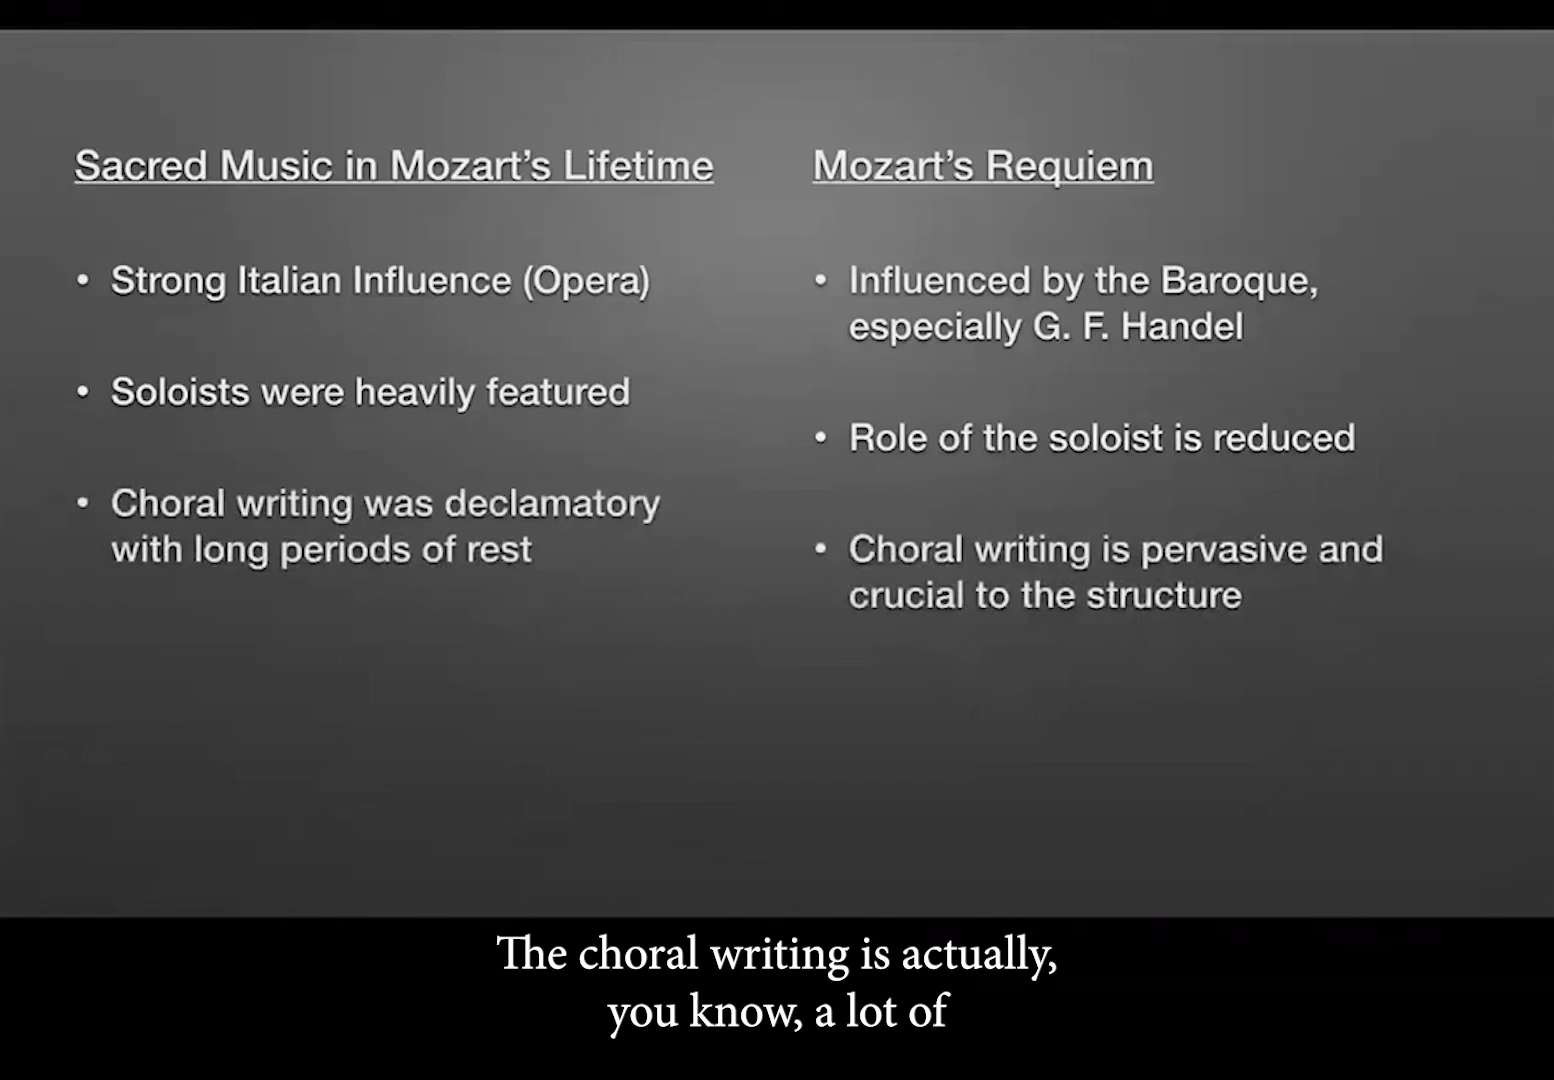 Sacred Music in Mozart's Lifetime
• Strong Italian Influence (Opera)
• Soloists were heavily featured
• Choral writing was declamatory
with long periods of rest
Mozart's Requiem
• Influenced by the Baroque,
especially G. F. Handel
• Role of the soloist is reduced
• Choral writing is pervasive and
crucial to the structure
The choral writing is actually,
you know, a lot of